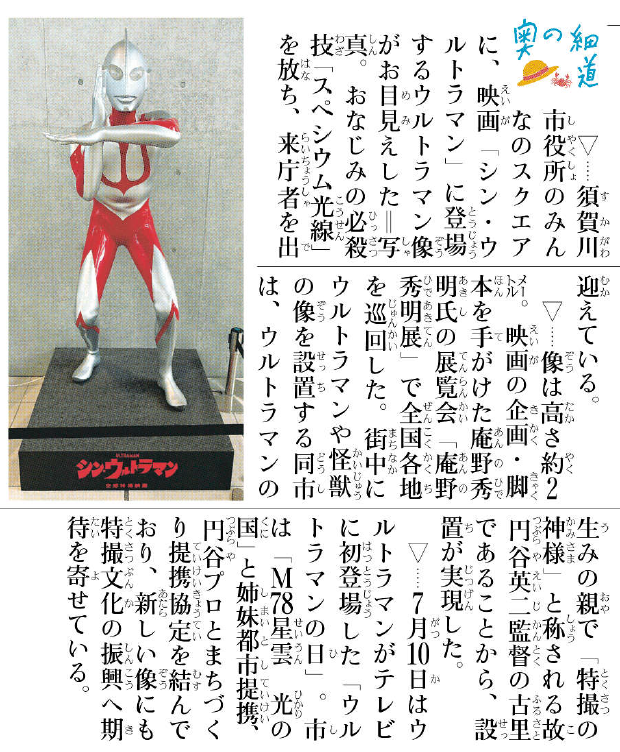 奥の細道
▽……須賀川
市役所のみん
なのスクエア
に、映画「シン・ウ
ルトラマン」に登場
するウルトラマン像
がお目見えした＝写
真。おなじみの必殺
技「スペシウム光線」
を放ち、来庁者を出
迎えている。
▽……像は高さ約2
メートル。映画の企画・脚
本を手がけた庵野秀
明氏の展覧会「庵野
秀明展」で全国各地
を巡回した。街中に
ウルトラマンや怪獣
の像を設置する同市
は、ウルトラマンの
生みの親で「特撮の
神様」と称される故
円谷英二監督の古里
であることから、設
置が実現した。
▽……7月10日はウ
ルトラマンがテレビ
に初登場した「ウル
トラマンの日」。市
は「M78星雲 光の
国」と姉妹都市提携、
円谷プロとまちづく
り提携協定を結んで
おり、新しい像にも
特撮文化の振興へ期
待を寄せている。
ULTRAMAN
シン・ウルトラマン